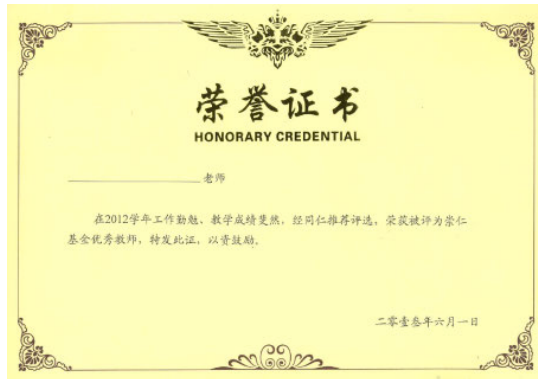 荣誉证书
HONORARY CREDENTIAL
老师
在2012学年工作勤勉、教学成绩斐然，经同仁推荐评选，荣获被评为崇仁
基金优秀教师，特发此证，以资鼓励。
二零壹叁年六月一日